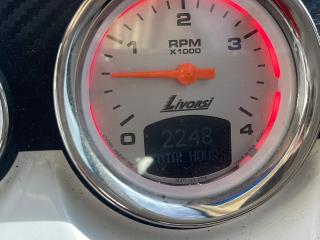 2
RPM
X1000
1
3
Livorsi
0
4
2248
TOTAL HOURS